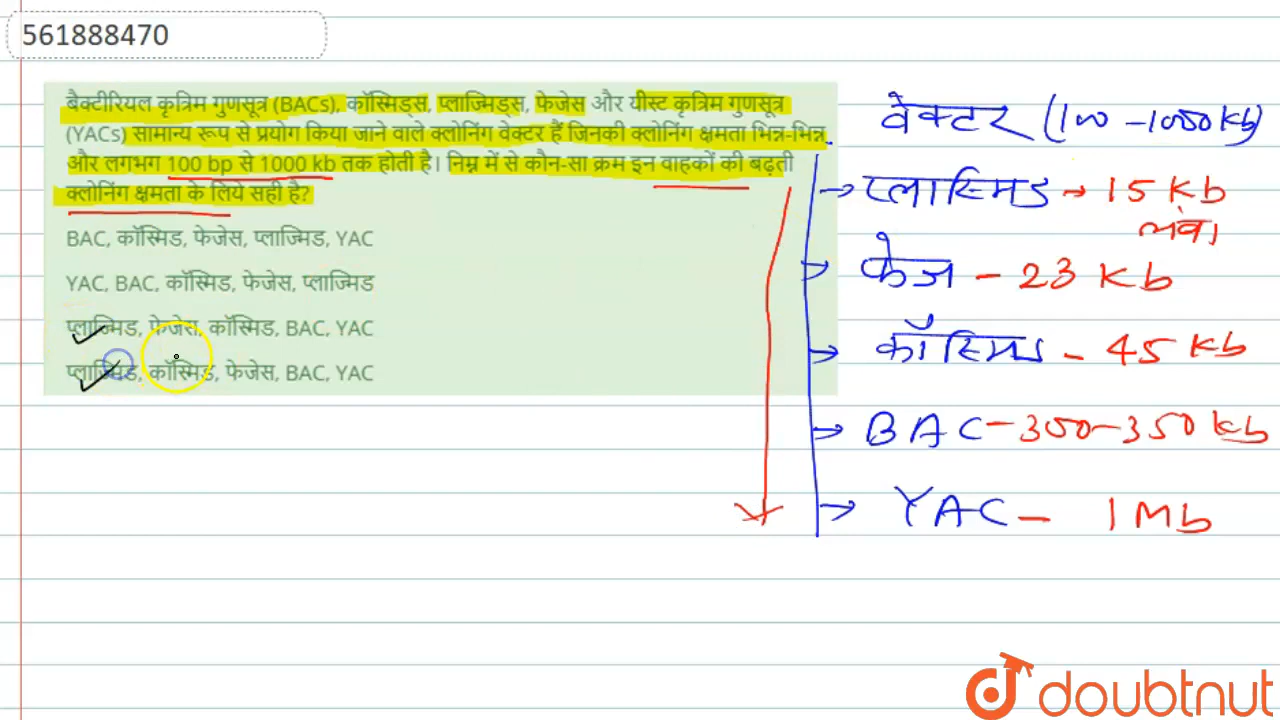 561888470
बैक्टीरियल कृत्रिम गुणसूत्र (BACs), कॉस्मिड्स, प्लाज्मिड्स, फेजेस और यीस्ट कृत्रिम गुणसूत्र
(YACs) सामान्य रूप से प्रयोग किया जाने वाले क्लोनिंग वेक्टर हैं जिनकी क्लोनिंग क्षमता भिन्न-भिन्न
और लगभग 100 bp से 1000 kb तक होती है। निम्न में से कौन-सा क्रम इन वाहकों की बढ़ती
क्लोनिंग क्षमता के लिये सही है?
BAC, कॉस्मिड, फेजेस, प्लाज्मिड, YAC
YAC, BAC, कॉस्मिड, फेजेस, प्लाज्मिड
प्लाज्मिड, फेजेस, कॉस्मिड, BAC, YAC
प्लाज्मिड, कॉस्मिड, फेजेस, BAC, YAC
वेक्टर (100 - 1000 kb)
प्लास्मिड → 15 Kb
फेज - 23 Kb
कॉस्मिड - 45 Kb
BAC - 300-350 Kb
YAC - 1 Mb
doubtnut